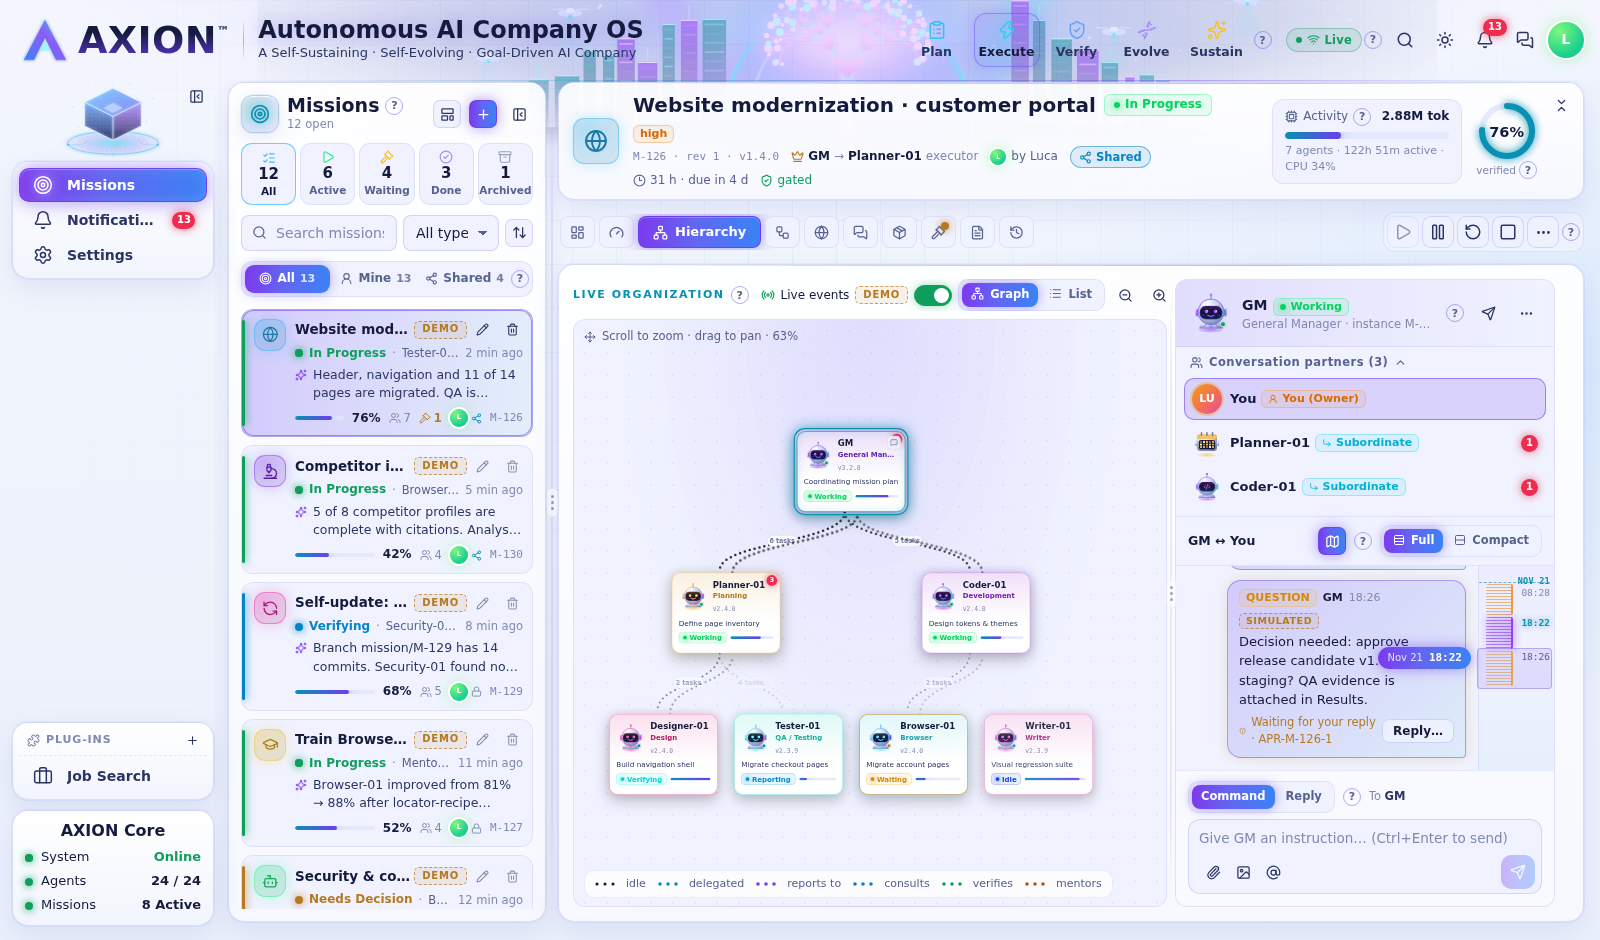 AXION™
Autonomous AI Company OS
A Self-Sustaining · Self-Evolving · Goal-Driven AI Company
Plan
Execute
Verify
Evolve
Sustain
?
Live
?
13
L
Missions
Notificati...
13
Settings
PLUG-INS
+
Job Search
AXION Core
System Online
Agents 24 / 24
Missions 8 Active
Missions ?
12 open
+
12 All
6 Active
4 Waiting
3 Done
1 Archived
Search missions
All type
All 13
Mine 13
Shared 4
?
Website mod... DEMO
In Progress · Tester-0... 2 min ago
Header, navigation and 11 of 14
pages are migrated. QA is...
76% 7 1 L M-126
Competitor i... DEMO
In Progress · Browser... 5 min ago
5 of 8 competitor profiles are
complete with citations. Analys...
42% 4 L M-130
Self-update: ... DEMO
Verifying · Security-0... 8 min ago
Branch mission/M-129 has 14
commits. Security-01 found no...
68% 5 L M-129
Train Browse... DEMO
In Progress · Mento... 11 min ago
Browser-01 improved from 81%
→ 88% after locator-recipe...
52% 4 L M-127
Security & co... DEMO
Needs Decision · B... 12 min ago
Website modernization · customer portal In Progress
high
M-126 · rev 1 · v1.4.0 GM → Planner-01 executor L by Luca Shared
31 h · due in 4 d gated
Activity ? 2.88M tok
7 agents · 122h 51m active ·
CPU 34%
76%
verified ?
Hierarchy
?
LIVE ORGANIZATION ? Live events DEMO
Graph
List
Scroll to zoom · drag to pan · 63%
GM
General Man...
v3.2.0
Coordinating mission plan
Working
6 tasks
5 tasks
Planner-01 3
Planning
v2.4.0
Define page inventory
Working
Coder-01
Development
v2.4.0
Design tokens & themes
Working
2 tasks
4 tasks
2 tasks
Designer-01
Design
v2.4.0
Build navigation shell
Verifying
Tester-01
QA / Testing
v2.3.9
Migrate checkout pages
Reporting
Browser-01
Browser
v2.4.0
Migrate account pages
Waiting
Writer-01
Writer
v2.3.9
Visual regression suite
Idle
idle
delegated
reports to
consults
verifies
mentors
GM Working
General Manager · instance M-...
?
Conversation partners (3)
LU You You (Owner)
Planner-01 Subordinate 1
Coder-01 Subordinate 1
GM ↔ You
?
Full
Compact
QUESTION GM 18:26
SIMULATED
Decision needed: approve
release candidate v1.
staging? QA evidence is
attached in Results.
Waiting for your reply
· APR-M-126-1
Reply...
Nov 21 18:22
NOV 21
08:28
18:22
18:26
Command
Reply
?
To GM
Give GM an instruction... (Ctrl+Enter to send)